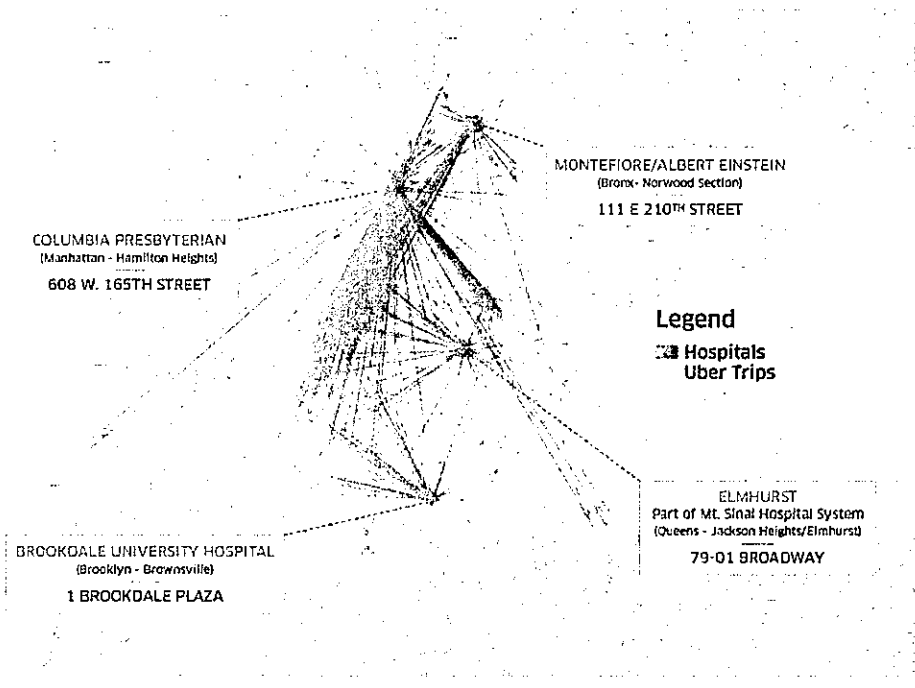 MONTEFIORE/ALBERT EINSTEIN
(Bronx- Norwood Section)
111 E 210TH STREET
COLUMBIA PRESBYTERIAN
(Manhattan - Hamilton Heights)
608 W. 165TH STREET
Legend
Hospitals
Uber Trips
ELMHURST
Part of Mt. Sinai Hospital System
(Queens - Jackson Heights/Elmhurst)
79-01 BROADWAY
BROOKDALE UNIVERSITY HOSPITAL
(Brooklyn - Brownsville)
1 BROOKDALE PLAZA